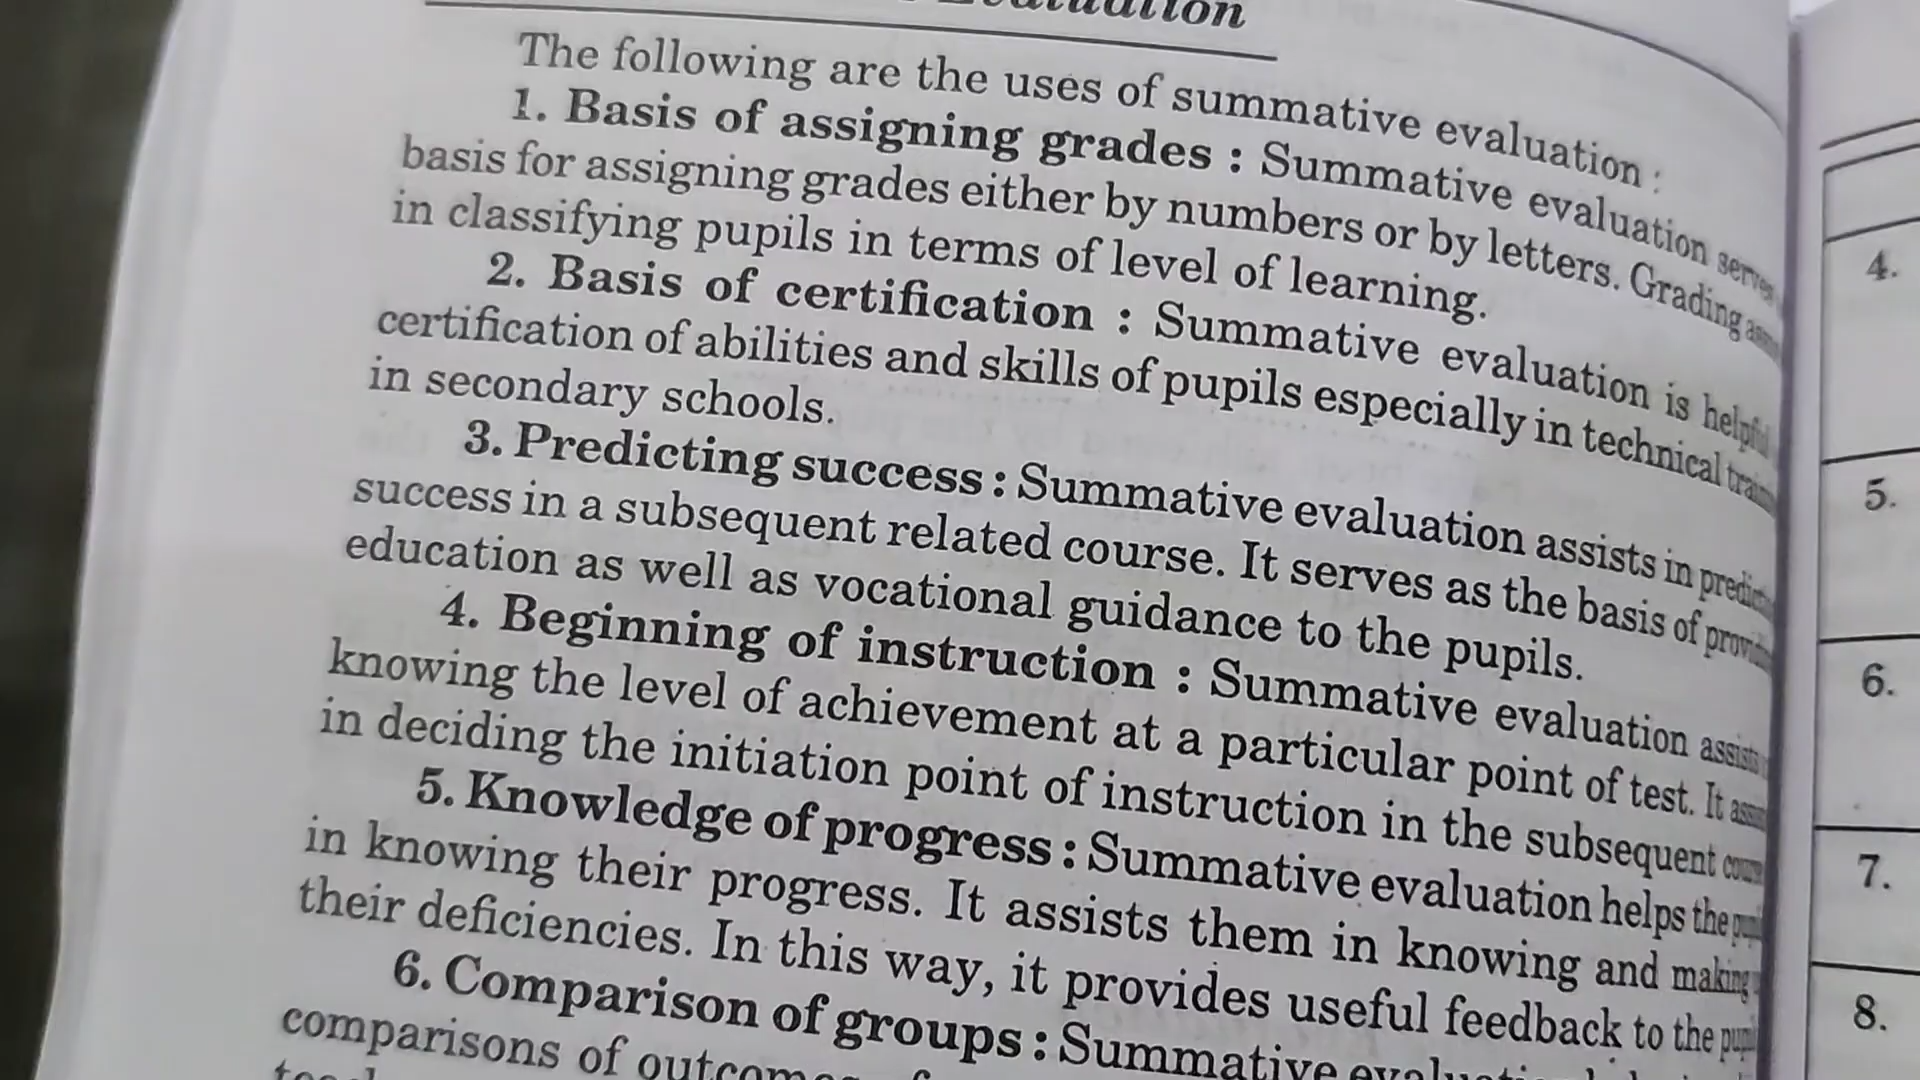 Evaluation
The following are the uses of summative evaluation :
1. Basis of assigning grades : Summative evaluation serves
basis for assigning grades either by numbers or by letters. Grading
in classifying pupils in terms of level of learning.
2. Basis of certification : Summative evaluation is helpful
certification of abilities and skills of pupils especially in technical
in secondary schools.
3. Predicting success : Summative evaluation assists in
success in a subsequent related course. It serves as the basis of
education as well as vocational guidance to the pupils.
4. Beginning of instruction : Summative evaluation assists
knowing the level of achievement at a particular point of test. It
in deciding the initiation point of instruction in the subsequent
5. Knowledge of progress : Summative evaluation helps the
in knowing their progress. It assists them in knowing and making
their deficiencies. In this way, it provides useful feedback to the
6. Comparison of groups : Summative
comparisons of
4.
5.
6.
7.
8.